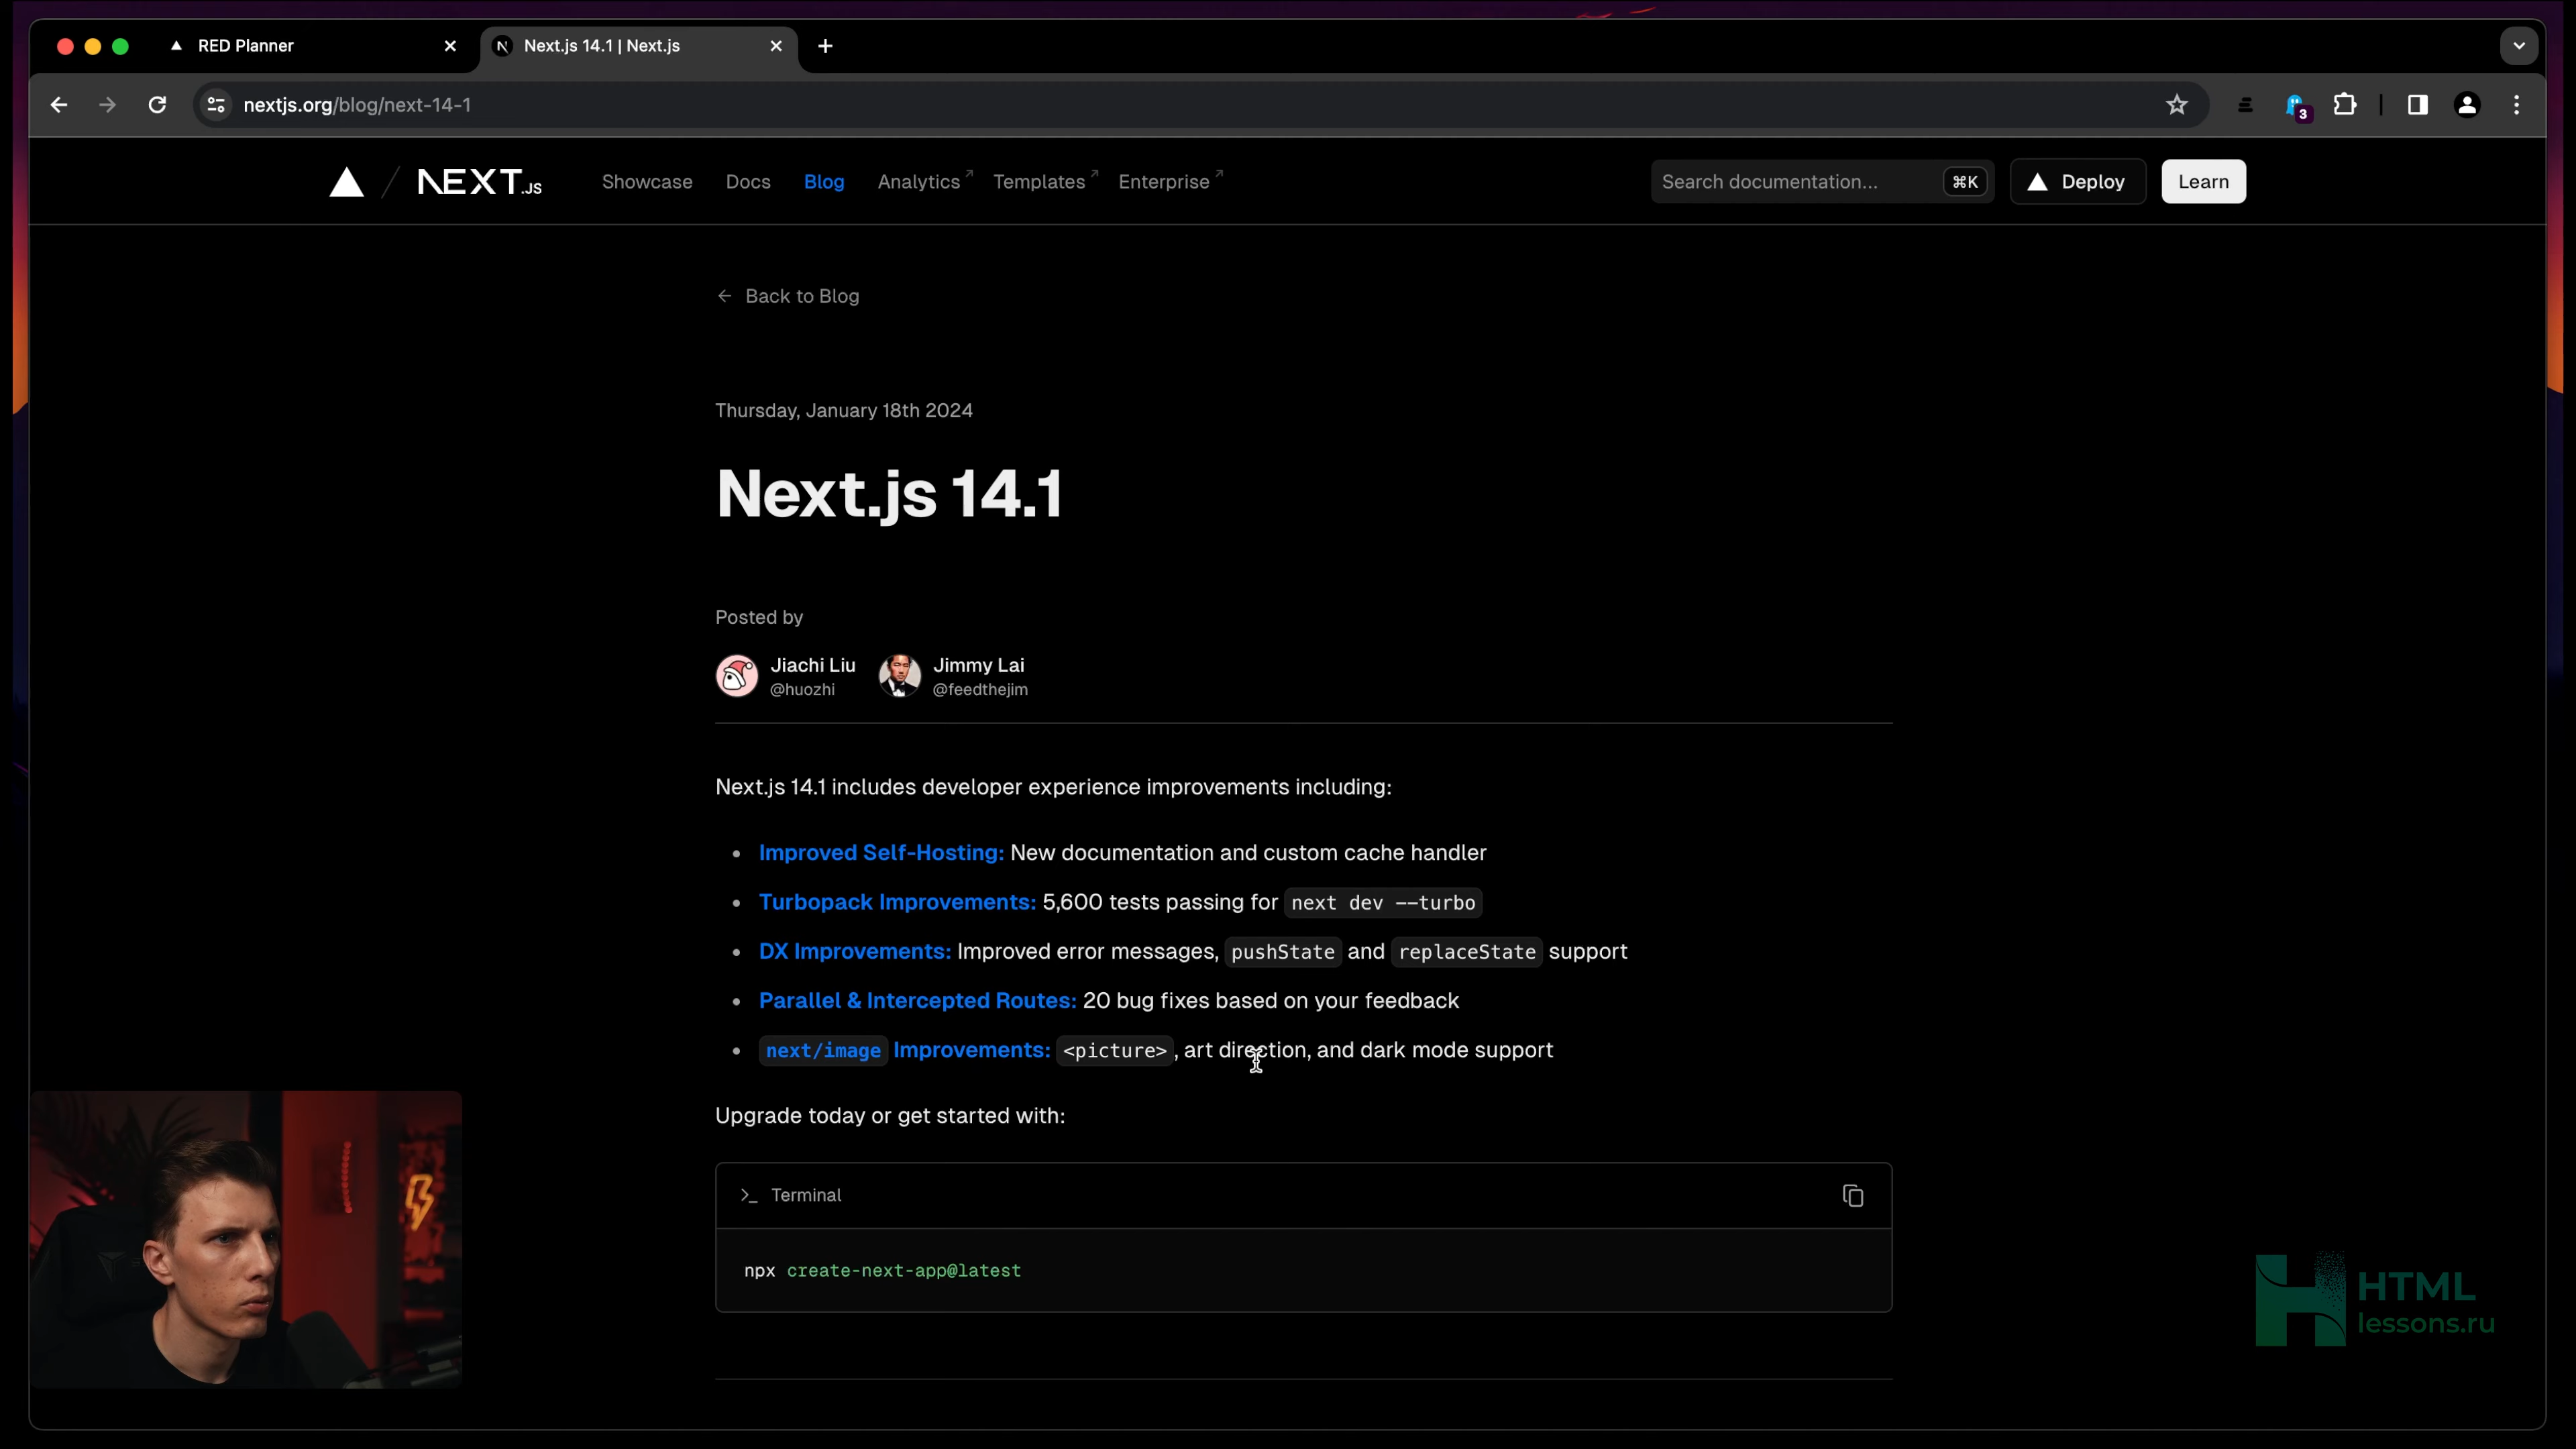 RED Planner
Next.js 14.1 | Next.js
nextjs.org/blog/next-14-1
3
NEXT.JS
Showcase
Docs
Blog
Analytics
Templates
Enterprise
Search documentation...
⌘K
Deploy
Learn
Back to Blog
Thursday, January 18th 2024
Next.js 14.1
Posted by
Jiachi Liu
@huozhi
Jimmy Lai
@feedthejim
Next.js 14.1 includes developer experience improvements including:
Improved Self-Hosting: New documentation and custom cache handler
Turbopack Improvements: 5,600 tests passing for next dev --turbo
DX Improvements: Improved error messages, pushState and replaceState support
Parallel & Intercepted Routes: 20 bug fixes based on your feedback
next/image Improvements: <picture>, art direction, and dark mode support
Upgrade today or get started with:
Terminal
npx create-next-app@latest
HTML
lessons.ru